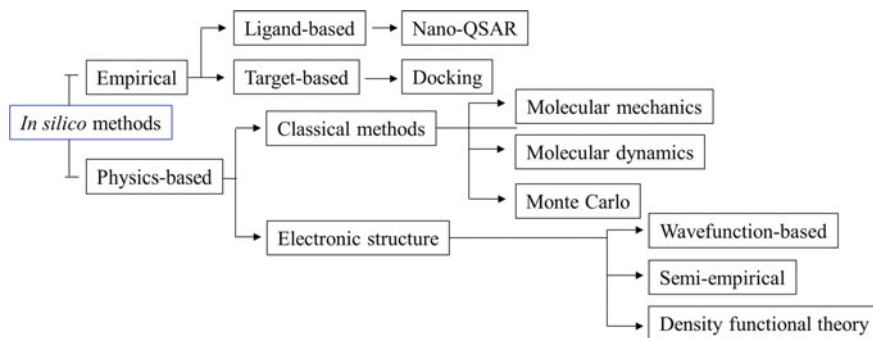 Ligand-based
Nano-QSAR
Empirical
Target-based
Docking
In silico methods
Classical methods
Molecular mechanics
Molecular dynamics
Physics-based
Monte Carlo
Electronic structure
Wavefunction-based
Semi-empirical
Density functional theory